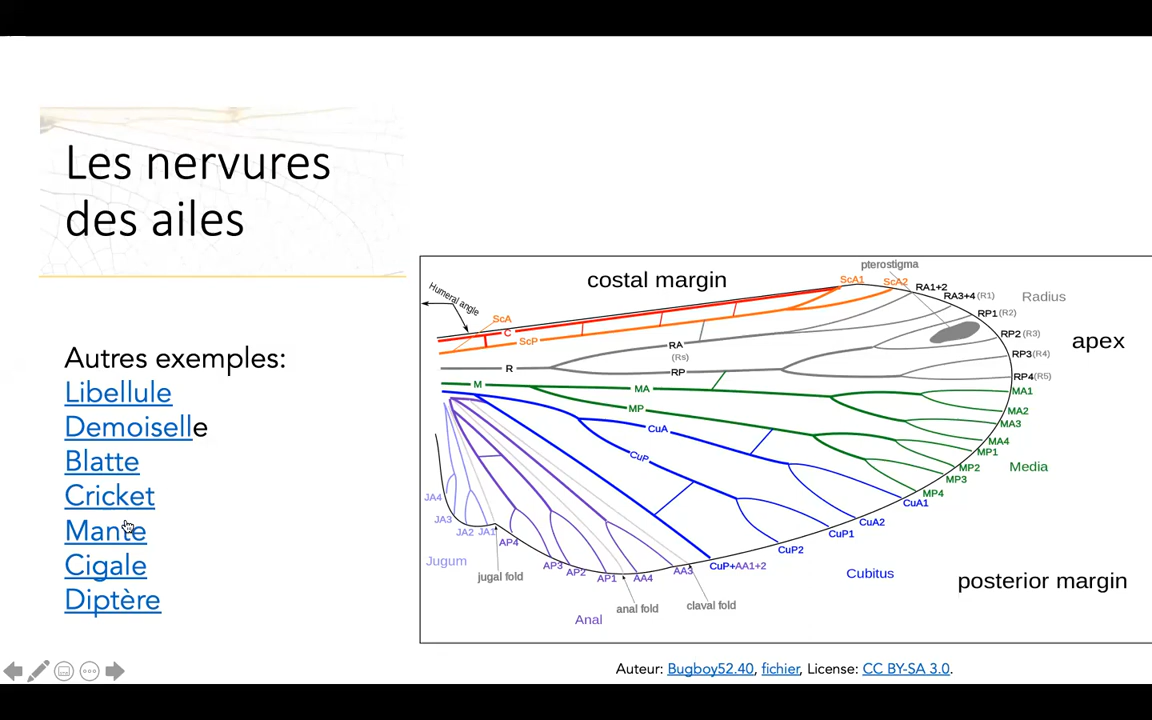 Les nervures
des ailes
Autres exemples:
Libellule
Demoiselle
Blatte
Cricket
Mante
Cigale
Diptère
costal margin
pterostigma
Humeral angle
ScA
C
ScP
ScA1
ScA2
RA1+2
RA3+4 (R1)
Radius
RP1(R2)
RP2(R3)
apex
RP3(R4)
RP4(R5)
RA
(Rs)
R
RP
M
MA
MP
MA1
MA2
MA3
MA4
MP1
MP2
MP3
MP4
Media
CuA
CuP
CuA1
CuA2
CuP1
CuP2
CuP+AA1+2
Cubitus
posterior margin
JA4
JA3
JA2
JA1
Jugum
jugal fold
AP4
AP3
AP2
AP1
AA4
AA3
anal fold
claval fold
Anal
Auteur: Bugboy52.40, fichier, License: CC BY-SA 3.0.